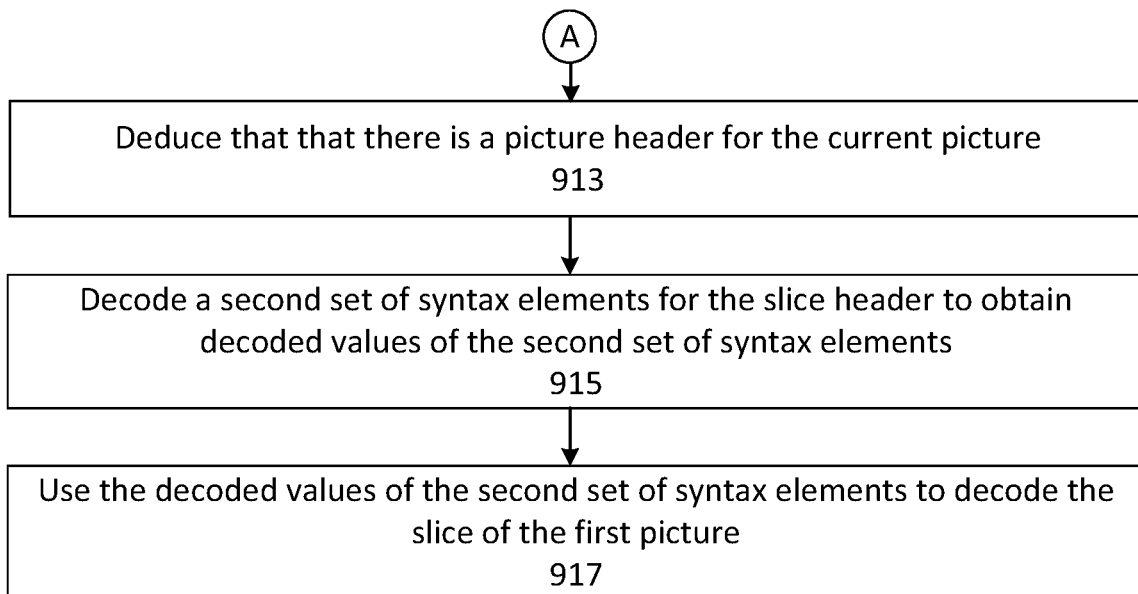 A
Deduce that that there is a picture header for the current picture
913
Decode a second set of syntax elements for the slice header to obtain
decoded values of the second set of syntax elements
915
Use the decoded values of the second set of syntax elements to decode the
slice of the first picture
917